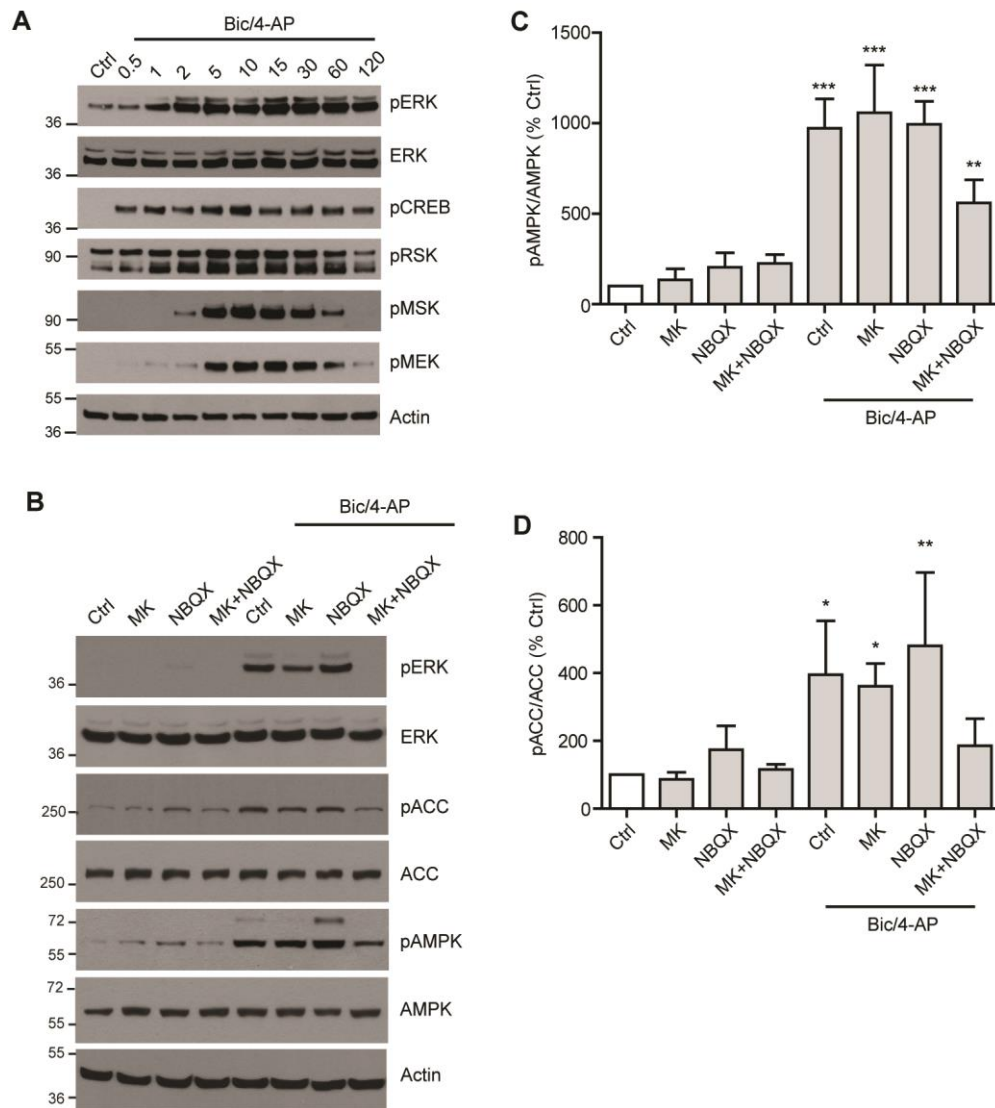 A
Bic/4-AP
Ctrl 0.5 1 2 5 10 15 30 60 120
pERK
36
ERK
36
pCREB
36
pRSK
90
pMSK
90
55
pMEK
55
Actin
36
B
Bic/4-AP
Ctrl MK NBQX MK+NBQX Ctrl MK NBQX MK+NBQX
pERK
36
ERK
36
pACC
250
ACC
250
72
pAMPK
55
72
AMPK
55
55
Actin
36
C
1500
***
***
***
1000
**
500
0
pAMPK/AMPK (% Ctrl)
Ctrl MK NBQX MK+NBQX Ctrl MK NBQX MK+NBQX
Bic/4-AP
D
800
**
600
*
*
400
200
0
pACC/ACC (% Ctrl)
Ctrl MK NBQX MK+NBQX Ctrl MK NBQX MK+NBQX
Bic/4-AP